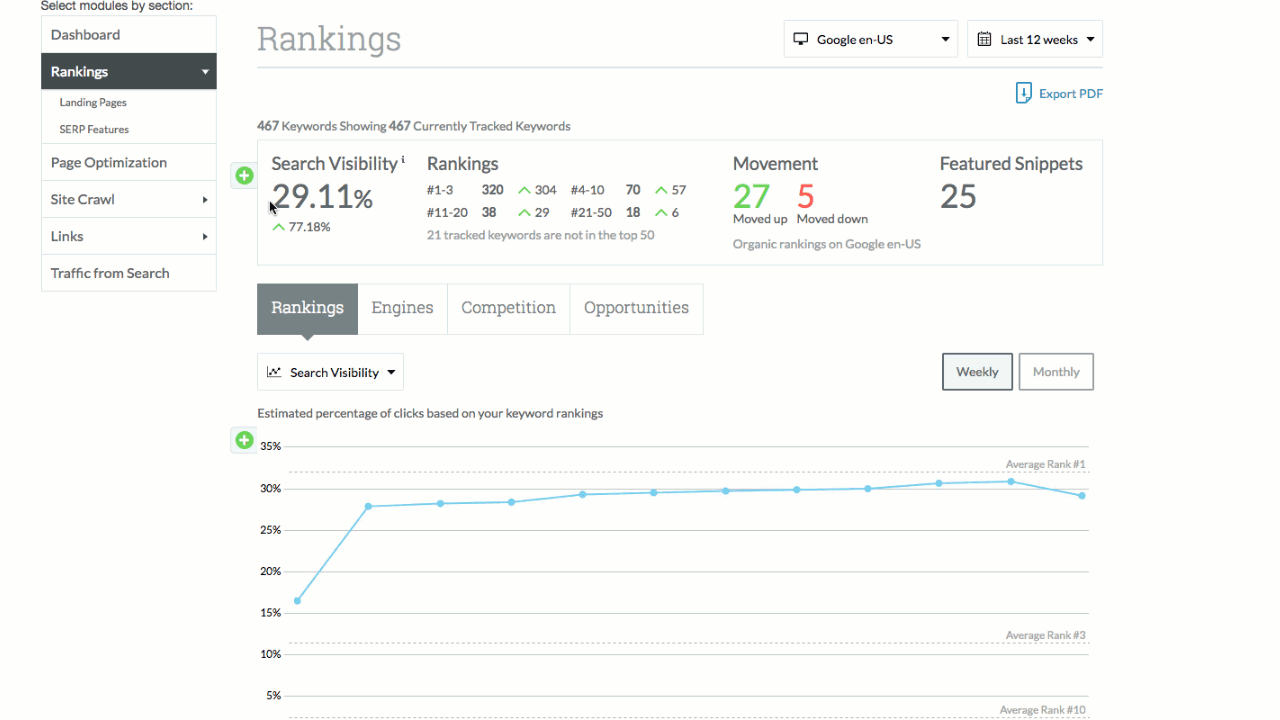 Select modules by section:
Dashboard
Rankings
Landing Pages
SERP Features
Page Optimization
Site Crawl
Links
Traffic from Search
Rankings
Google en-US
Last 12 weeks
Export PDF
467 Keywords Showing 467 Currently Tracked Keywords
Search Visibility i
29.11%
77.18%
Rankings
#1-3 320 304 #4-10 70 57
#11-20 38 29 #21-50 18 6
21 tracked keywords are not in the top 50
Movement
27 5
Moved up Moved down
Organic rankings on Google en-US
Featured Snippets
25
Rankings Engines Competition Opportunities
Search Visibility
Weekly Monthly
Estimated percentage of clicks based on your keyword rankings
35%
Average Rank #1
30%
25%
20%
15%
Average Rank #3
10%
5%
Average Rank #10